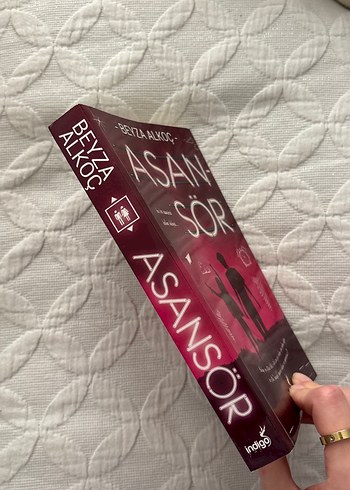 BEYZA
ALKOÇ
ASANSÖR
indigo
- BEYZA ALKOÇ -
ASAN-
SÖR